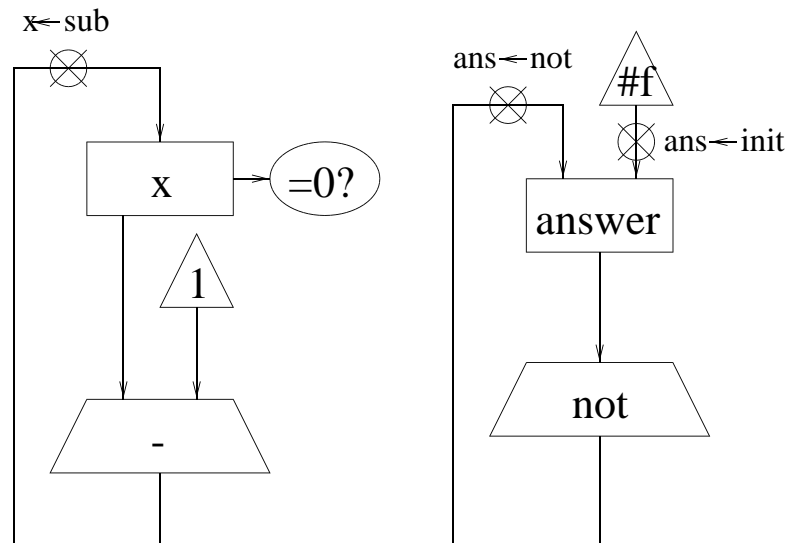 x←sub
x
=0?
1
-
ans←not
#f
ans←init
answer
not